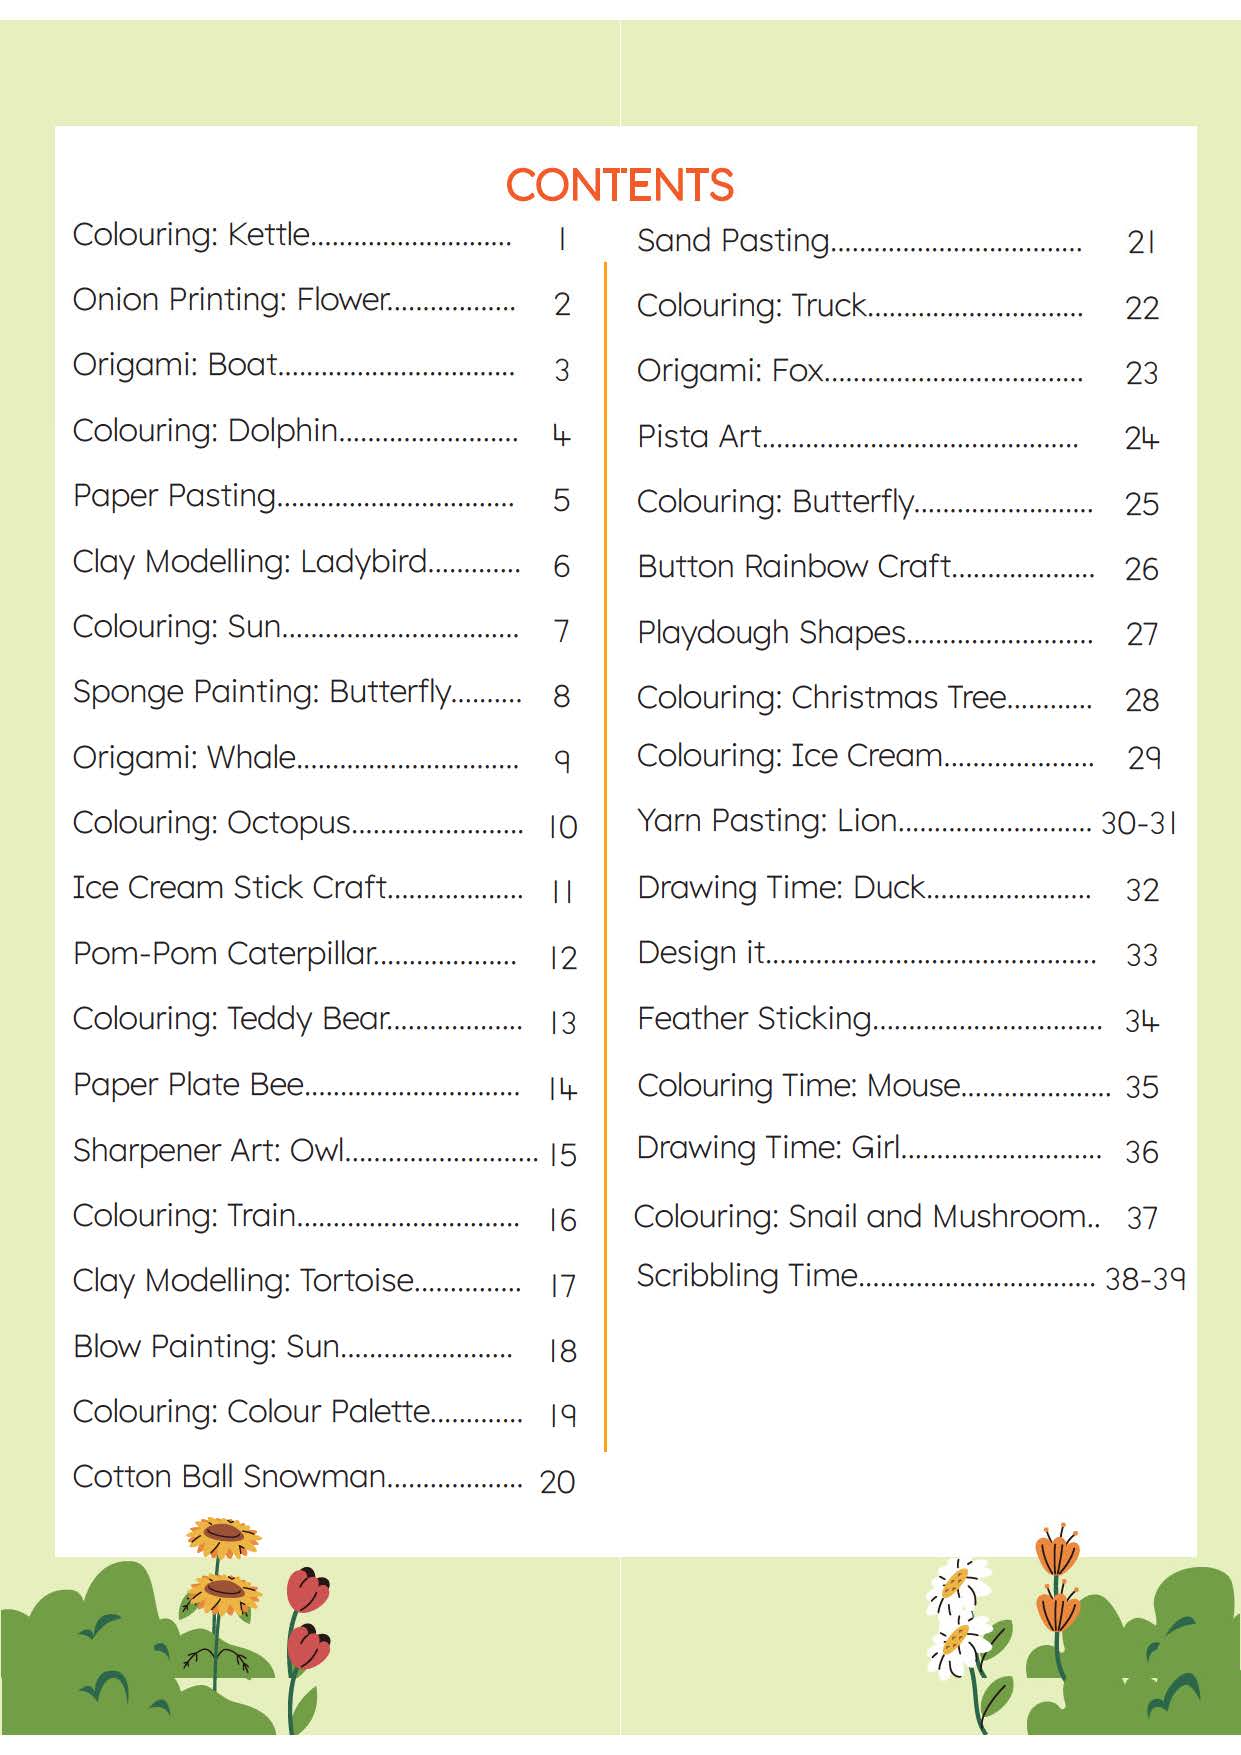 CONTENTS
Colouring: Kettle............................ 1
Onion Printing: Flower.................. 2
Origami: Boat................................. 3
Colouring: Dolphin......................... 4
Paper Pasting................................. 5
Clay Modelling: Ladybird............. 6
Colouring: Sun................................. 7
Sponge Painting: Butterfly.......... 8
Origami: Whale............................... 9
Colouring: Octopus........................ 10
Ice Cream Stick Craft................... 11
Pom-Pom Caterpillar.................... 12
Colouring: Teddy Bear................... 13
Paper Plate Bee.............................. 14
Sharpener Art: Owl........................... 15
Colouring: Train............................... 16
Clay Modelling: Tortoise............... 17
Blow Painting: Sun........................ 18
Colouring: Colour Palette............. 19
Cotton Ball Snowman................... 20
Sand Pasting................................... 21
Colouring: Truck.............................. 22
Origami: Fox.................................... 23
Pista Art............................................ 24
Colouring: Butterfly......................... 25
Button Rainbow Craft.................... 26
Playdough Shapes.......................... 27
Colouring: Christmas Tree............ 28
Colouring: Ice Cream..................... 29
Yarn Pasting: Lion........................... 30-31
Drawing Time: Duck....................... 32
Design it.............................................. 33
Feather Sticking................................ 34
Colouring Time: Mouse..................... 35
Drawing Time: Girl............................ 36
Colouring: Snail and Mushroom.. 37
Scribbling Time................................. 38-39